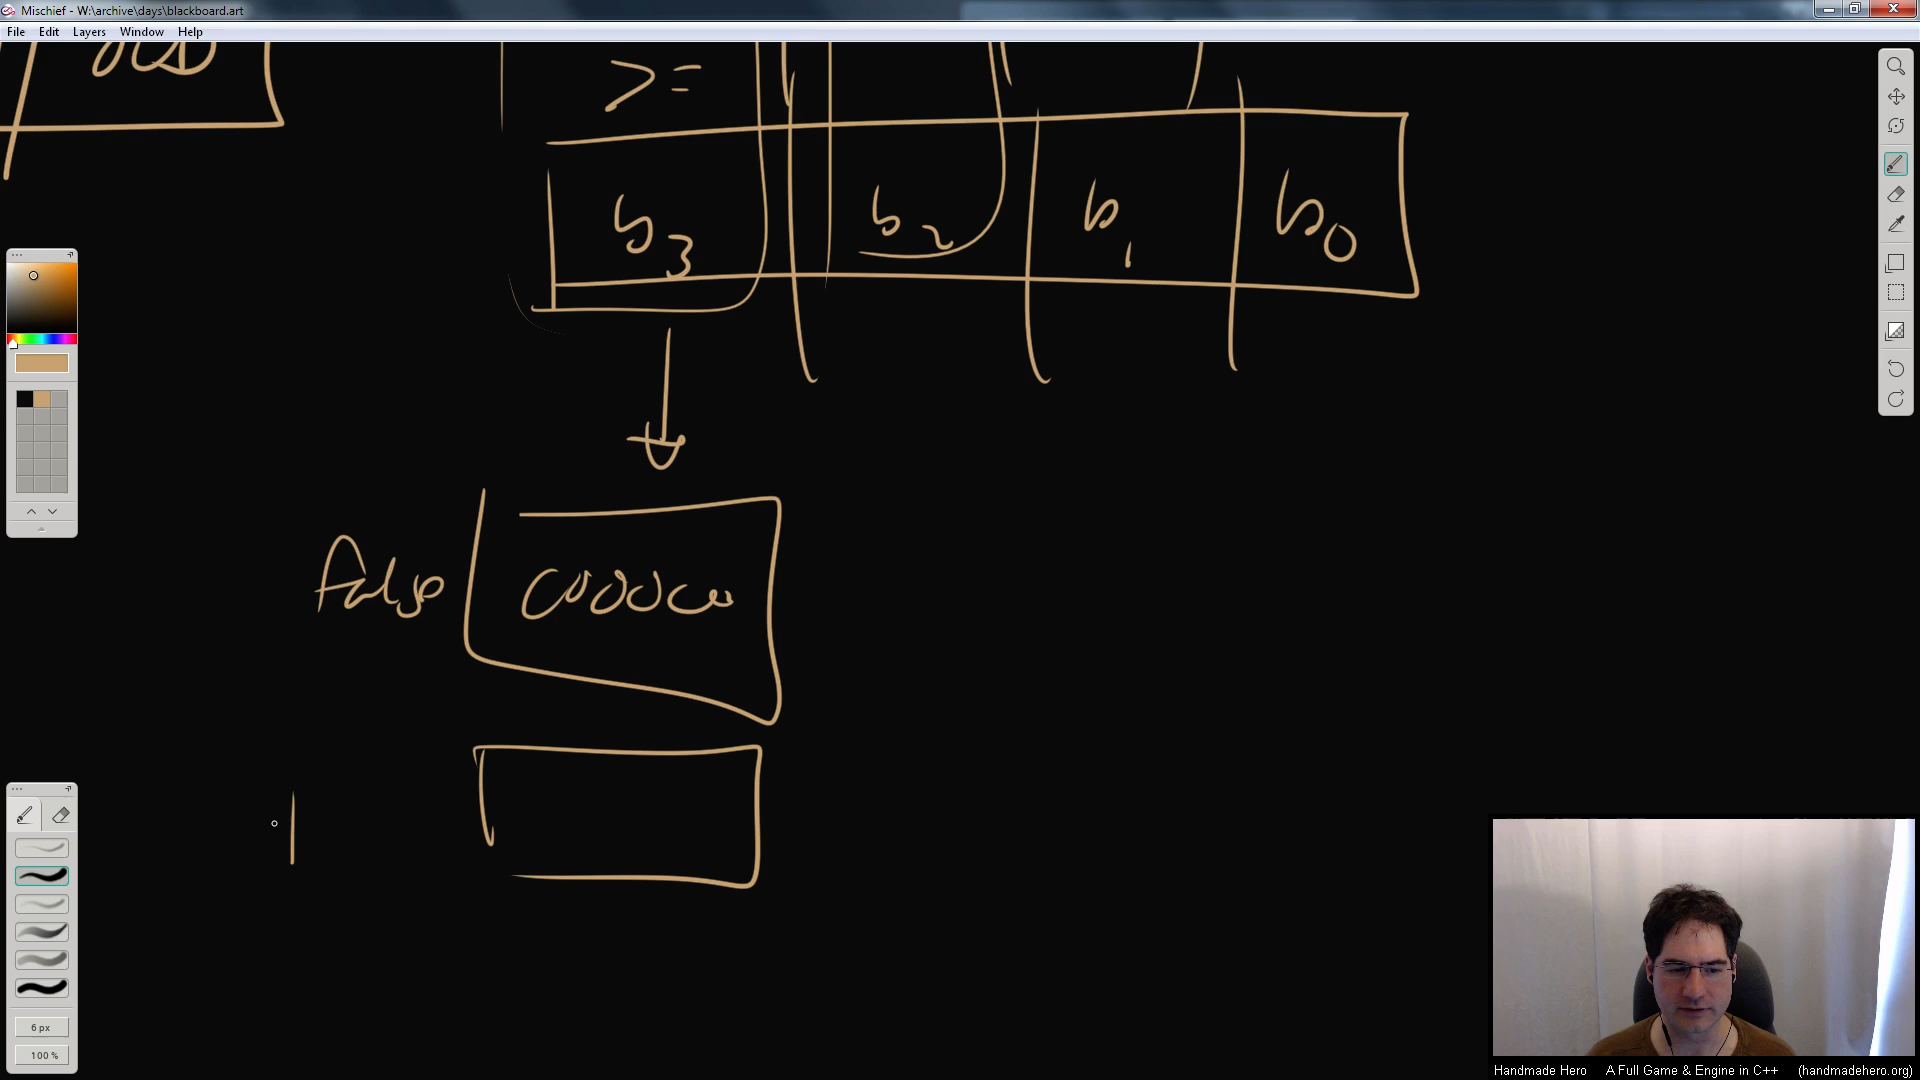 Mischief - W:\archive\days\blackboard.art
File Edit Layers Window Help
>=
b3 b2 b1 b0
false 000000
6 px
100 %
Handmade Hero A Full Game & Engine in C++ (handmadehero.org)